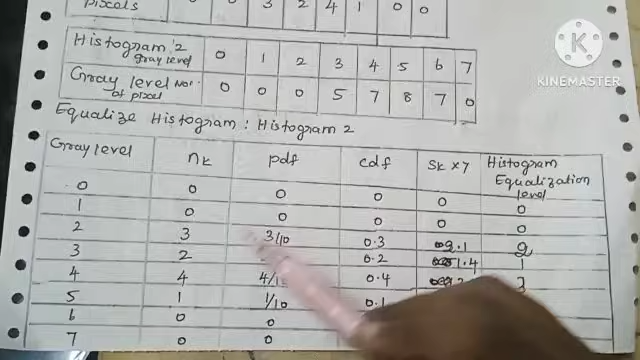 Piscels 3 2 4 1 0 0
Histogram 2 gray level 0 1 2 3 4 5 6 7
Gray level No. of piscel 0 0 0 5 7 8 7 0
KINEMASTER
Equalize Histogram : Histogram 2
Gray level nk pdf cdf Sk x 7 Histogram Equalization level
0 0 0 0 0 0
1 0 0 0 0 0
2 3 3/10 0.3 2.1 2
3 2 0.2 1.4 1
4 4 0.4 3
5 1 1/10 0.1
6 0 0
7 0 0